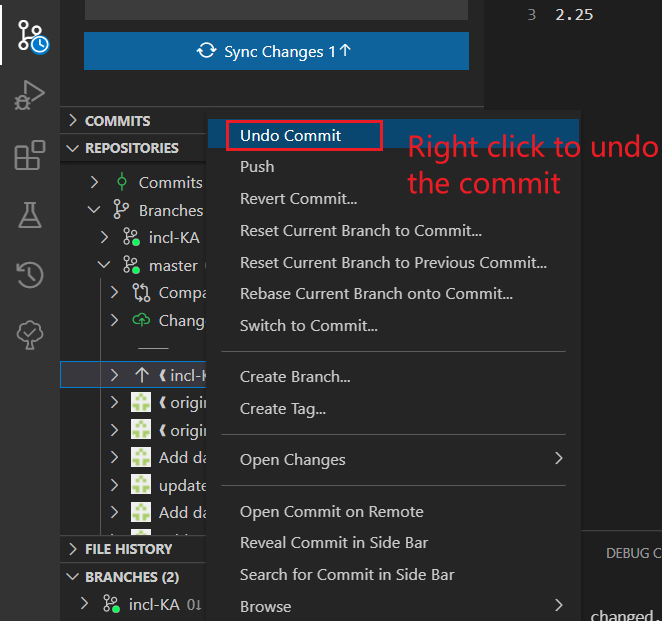 3 2.25
Sync Changes 1↑
COMMITS
REPOSITORIES
Commits
Branches
incl-KA
master
Compa
Chang
incl-K
origin
origin
Add da
update
Add da
FILE HISTORY
BRANCHES (2)
incl-KA 0↓
Undo Commit
Push
Revert Commit...
Reset Current Branch to Commit...
Reset Current Branch to Previous Commit...
Rebase Current Branch onto Commit...
Switch to Commit...
Create Branch...
Create Tag...
Open Changes
Open Commit on Remote
Reveal Commit in Side Bar
Search for Commit in Side Bar
Browse
Right click to undo
the commit
DEBUG C
changed.